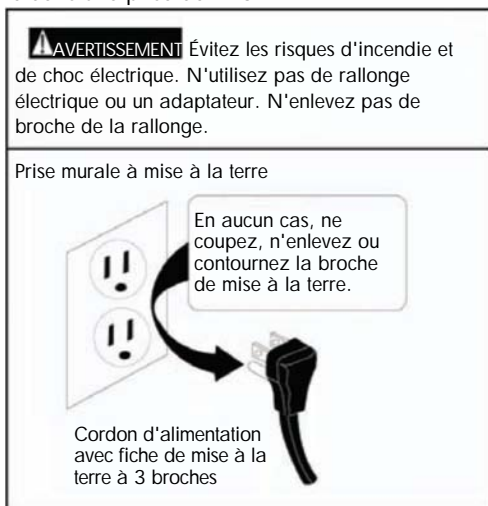 AVERTISSEMENT Évitez les risques d'incendie et
de choc électrique. N'utilisez pas de rallonge
électrique ou un adaptateur. N'enlevez pas de
broche de la rallonge.
Prise murale à mise à la terre
En aucun cas, ne
coupez, n'enlevez ou
contournez la broche
de mise à la terre.
Cordon d'alimentation
avec fiche de mise à la
terre à 3 broches